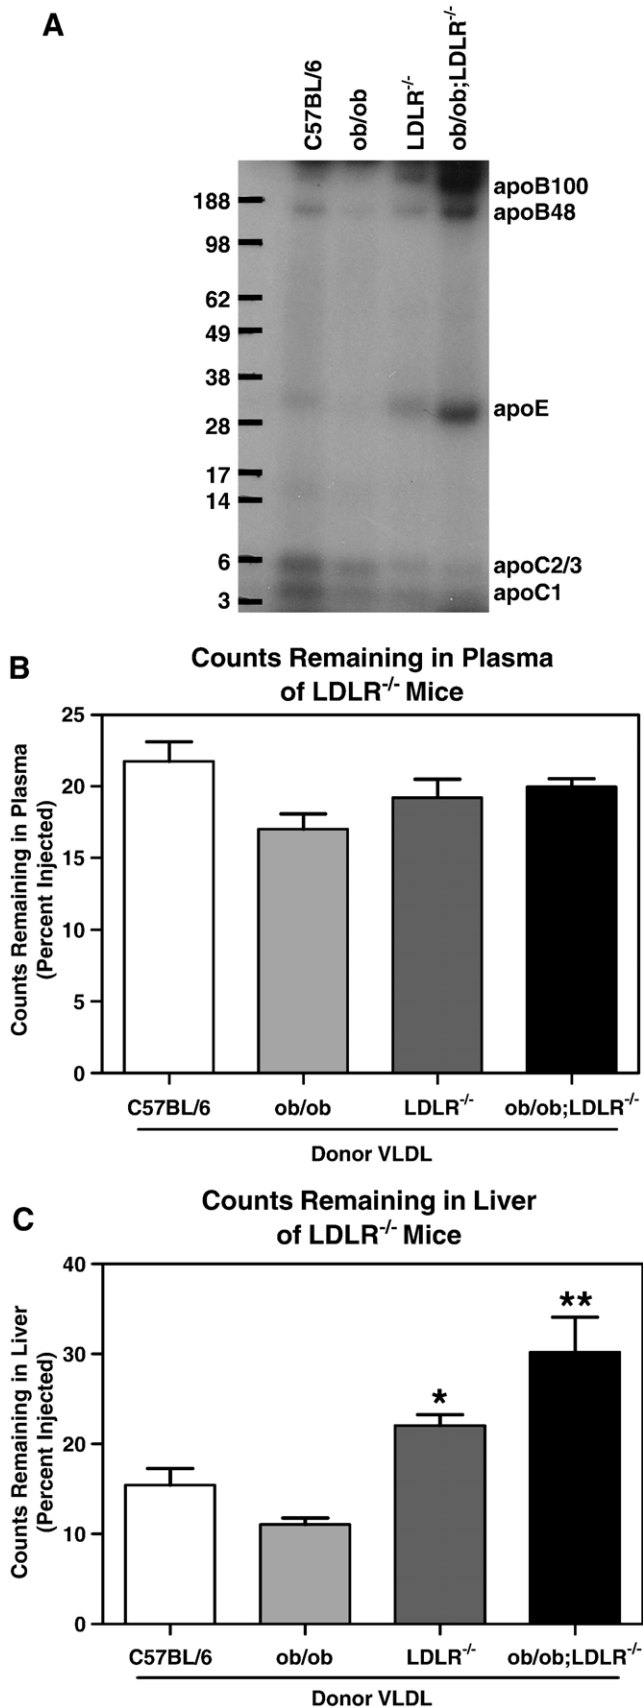 A
C57BL/6
ob/ob
LDLR-/-
ob/ob;LDLR-/-
188
98
62
49
38
28
17
14
6
3
apoB100
apoB48
apoE
apoC2/3
apoC1
B
Counts Remaining in Plasma
of LDLR-/- Mice
Counts Remaining in Plasma
(Percent Injected)
25
20
15
10
5
0
C57BL/6 ob/ob LDLR-/- ob/ob;LDLR-/-
Donor VLDL
C
Counts Remaining in Liver
of LDLR-/- Mice
Counts Remaining in Liver
(Percent Injected)
40
30
20
10
0
*
**
C57BL/6 ob/ob LDLR-/- ob/ob;LDLR-/-
Donor VLDL